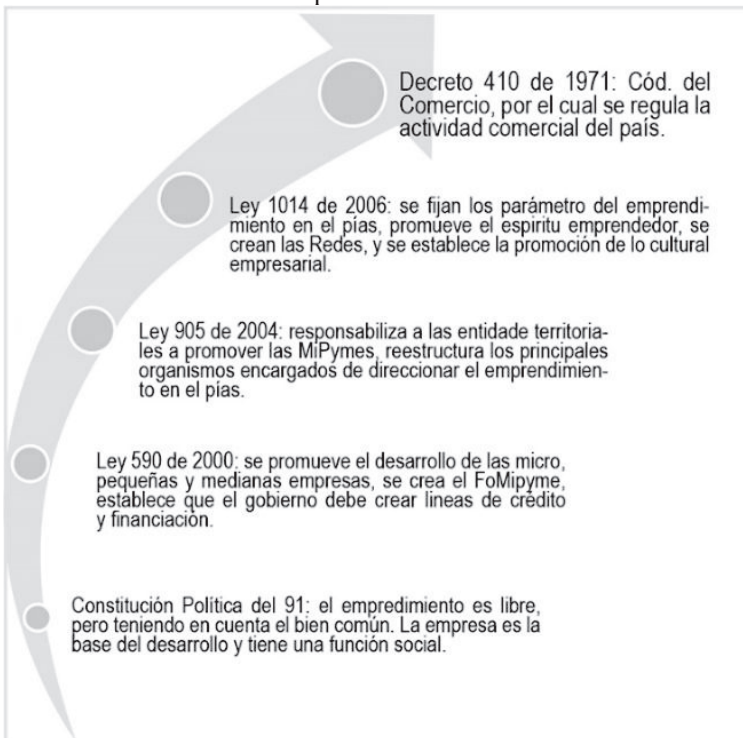 Decreto 410 de 1971: Cód. del
Comercio, por el cual se regula la
actividad comercial del país.
Ley 1014 de 2006: se fijan los parámetro del emprendi-
miento en el pías, promueve el espiritu emprendedor, se
crean las Redes, y se establece la promoción de lo cultural
empresarial.
Ley 905 de 2004: responsabiliza a las entidade territoria-
les a promover las MiPymes, reestructura los principales
organismos encargados de direccionar el emprendimien-
to en el pías.
Ley 590 de 2000: se promueve el desarrollo de las micro,
pequeñas y medianas empresas, se crea el FoMipyme,
establece que el gobierno debe crear lineas de crédito
y financiación.
Constitución Política del 91: el empredimiento es libre,
pero teniendo en cuenta el bien común. La empresa es la
base del desarrollo y tiene una función social.